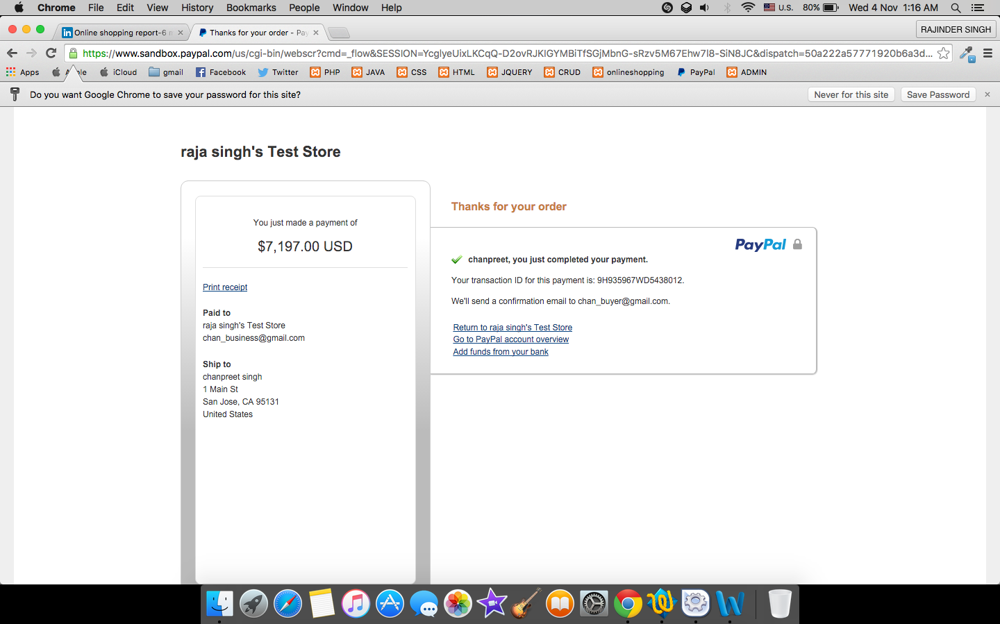 Chrome File Edit View History Bookmarks People Window Help U.S. 80% Wed 4 Nov 1:16 AM
in Online shopping report-6 Thanks for your order - Pay RAJINDER SINGH
https://www.sandbox.paypal.com/us/cgi-bin/webscr?cmd=_flow&SESSION=YcglyeUixLKCqQ-D2ovRJKIGYMBiTfSGjMbnG-sRzv5M67Ehw7l8-SiN8JC&dispatch=50a222a57771920b6a3d...
Apps iCloud gmail Facebook Twitter PHP JAVA CSS HTML JQUERY CRUD onlineshopping PayPal ADMIN
Do you want Google Chrome to save your password for this site? Never for this site Save Password
raja singh's Test Store
You just made a payment of
$7,197.00 USD
Print receipt
Paid to
raja singh's Test Store
chan_business@gmail.com
Ship to
chanpreet singh
1 Main St
San Jose, CA 95131
United States
Thanks for your order
PayPal
chanpreet, you just completed your payment.
Your transaction ID for this payment is: 9H935967WD5438012.
We'll send a confirmation email to chan_buyer@gmail.com.
Return to raja singh's Test Store
Go to PayPal account overview
Add funds from your bank